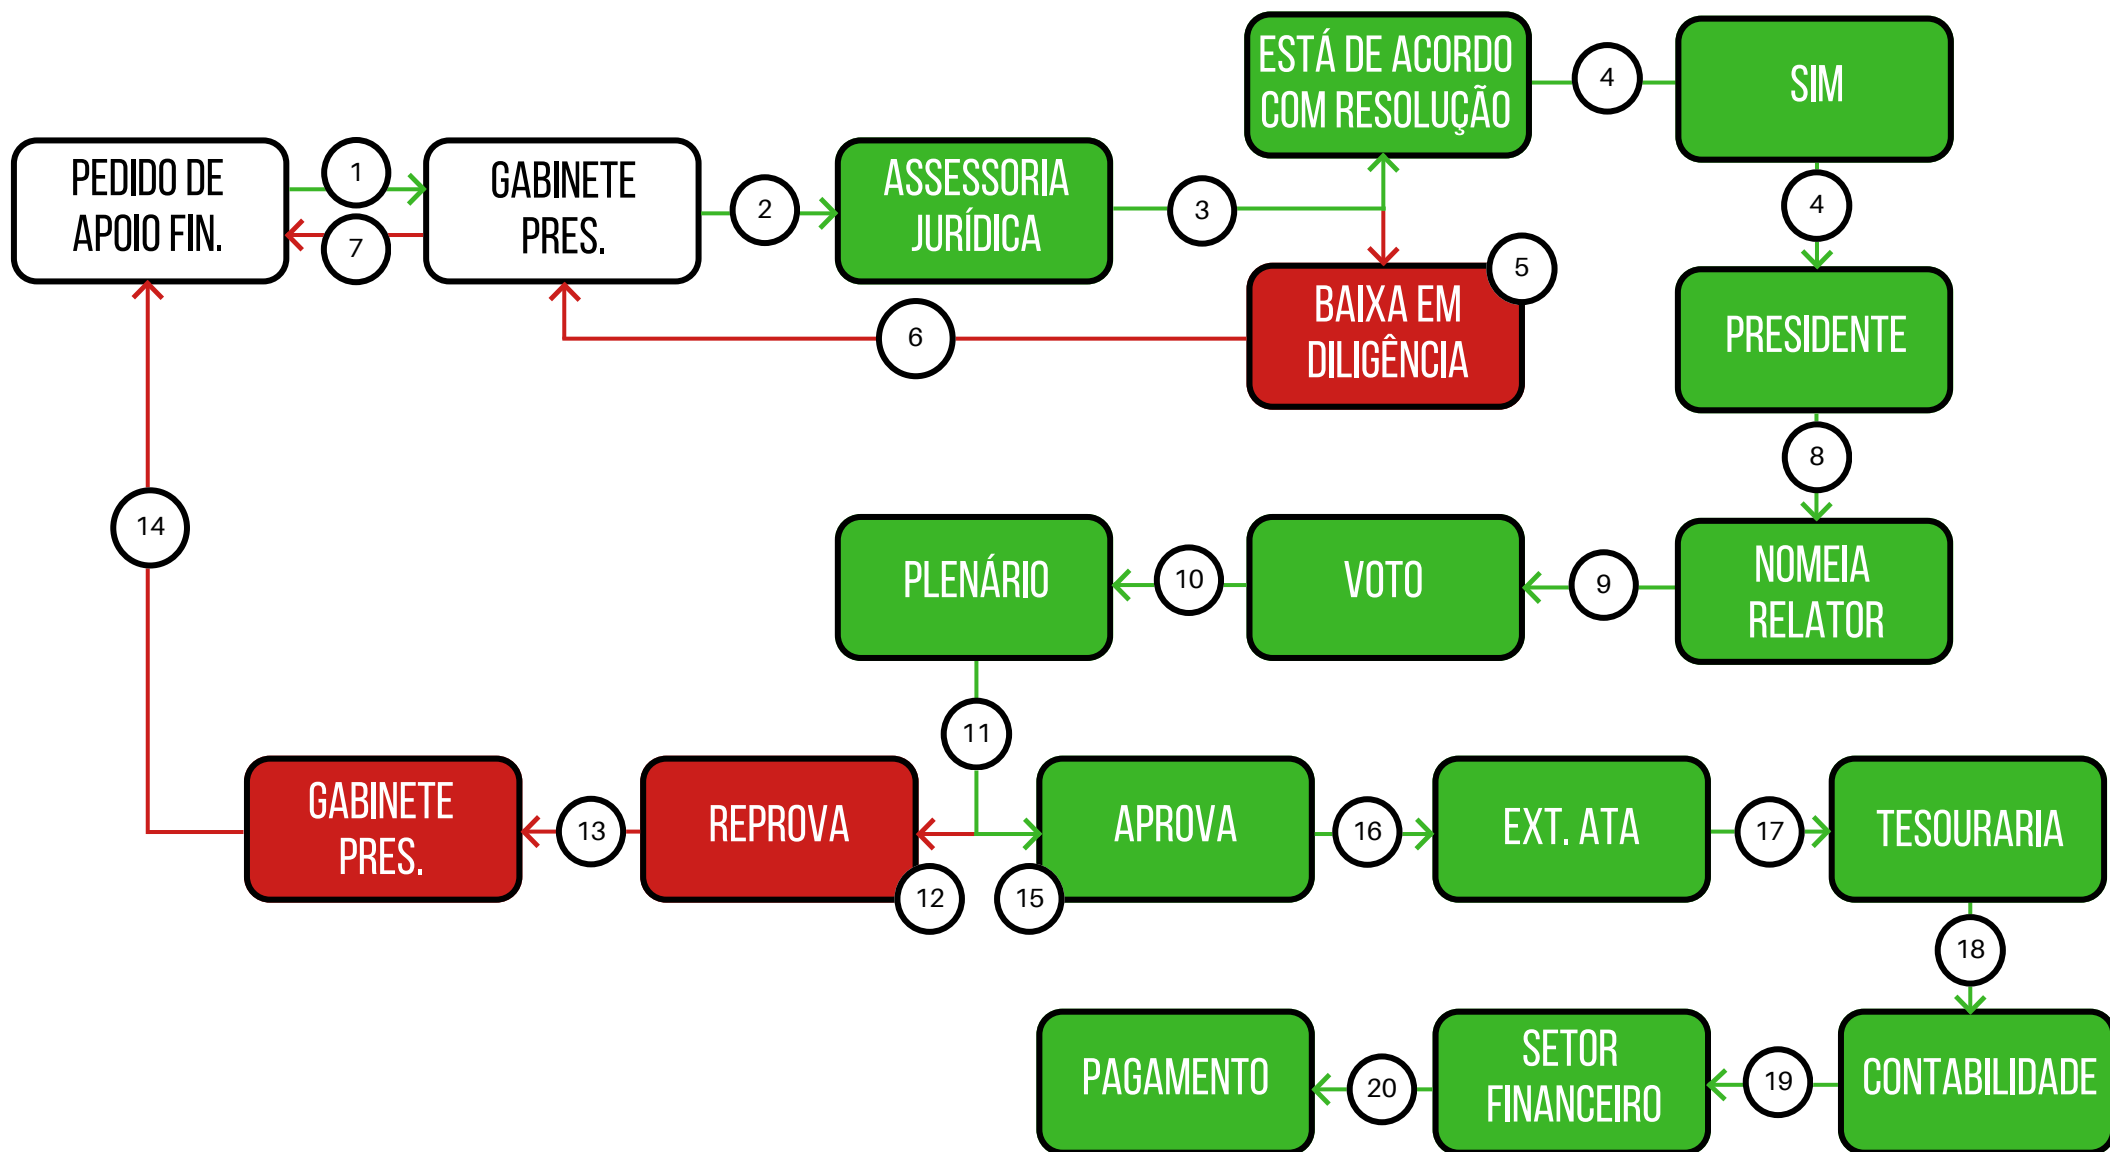 PEDIDO DE
APOIO FIN.
1
7
GABINETE
PRES.
2
ASSESSORIA
JURÍDICA
3
ESTÁ DE ACORDO
COM RESOLUÇÃO
4
SIM
4
BAIXA EM
DILIGÊNCIA
5
6
PRESIDENTE
8
NOMEIA
RELATOR
9
VOTO
10
PLENÁRIO
11
14
GABINETE
PRES.
13
REPROVA
12
15
APROVA
16
EXT. ATA
17
TESOURARIA
18
CONTABILIDADE
19
SETOR
FINANCEIRO
20
PAGAMENTO